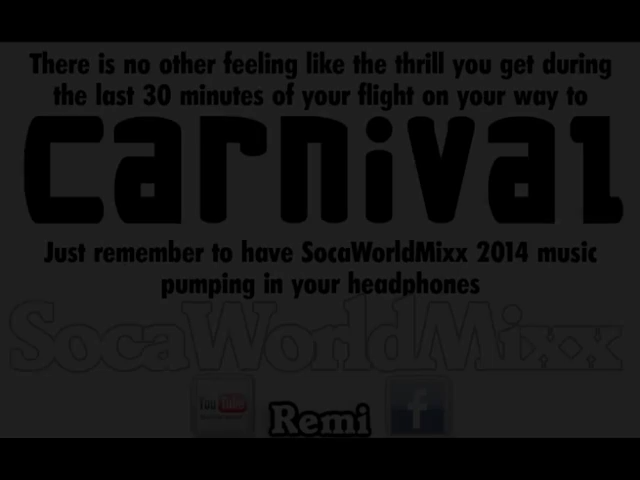 There is no other feeling like the thrill you get during
the last 30 minutes of your flight on your way to
carnival
Just remember to have SocaWorldMixx 2014 music
pumping in your headphones
SocaWorldMixx
YouTube
Remi
f